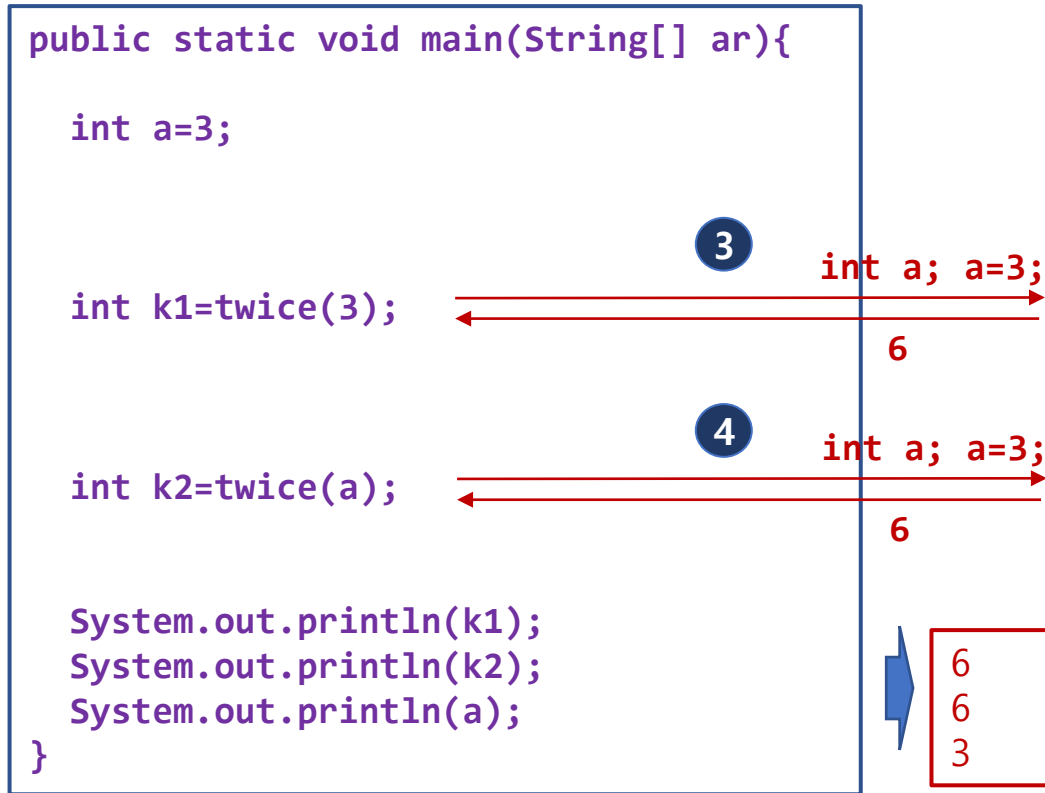 public static void main(String[] ar){
int a=3;
3
int a; a=3;
int k1=twice(3);
6
4
int a; a=3;
int k2=twice(a);
6
System.out.println(k1);
System.out.println(k2);
System.out.println(a);
}
6
6
3